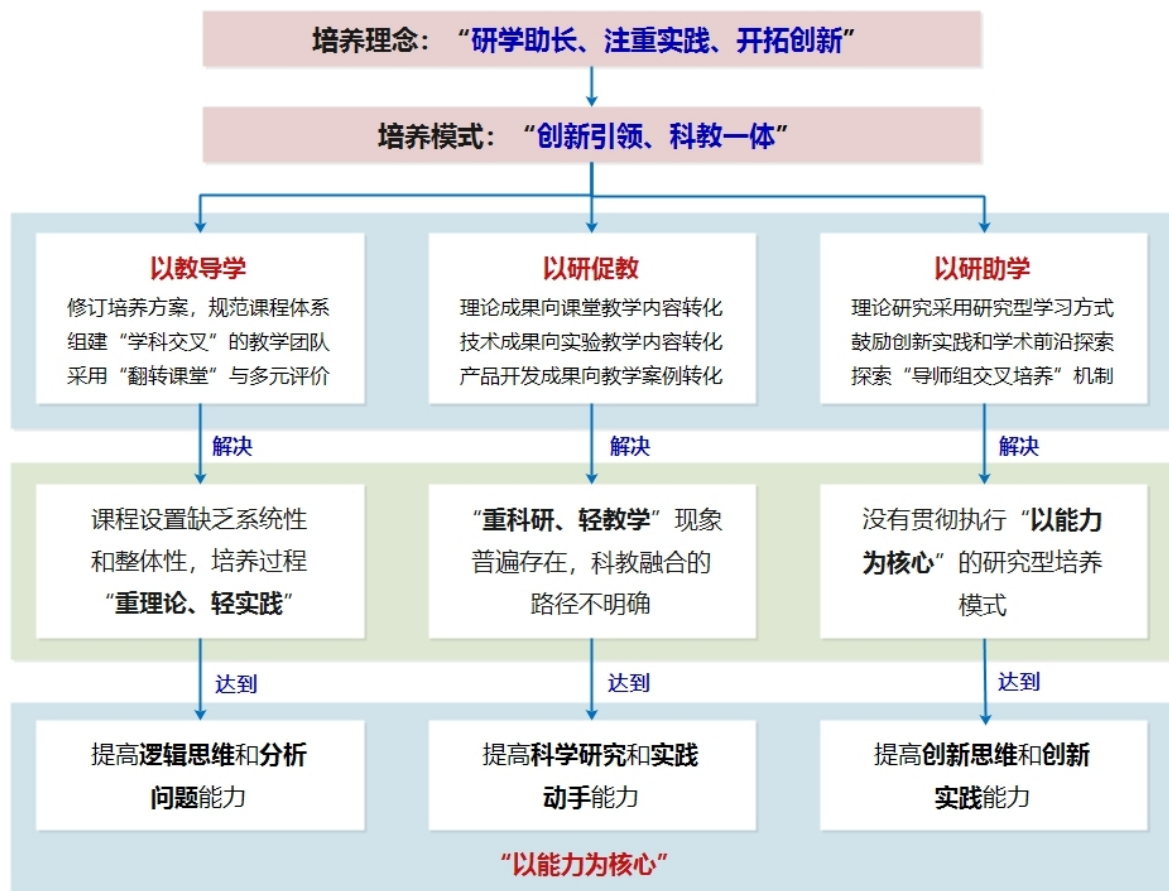 培养理念：“研学助长、注重实践、开拓创新”
培养模式：“创新引领、科教一体”
以教导学
修订培养方案，规范课程体系
组建“学科交叉”的教学团队
采用“翻转课堂”与多元评价
以研促教
理论成果向课堂教学内容转化
技术成果向实验教学内容转化
产品开发成果向教学案例转化
以研助学
理论研究采用研究型学习方式
鼓励创新实践和学术前沿探索
探索“导师组交叉培养”机制
解决
解决
解决
课程设置缺乏系统性
和整体性，培养过程
“重理论、轻实践”
“重科研、轻教学”现象
普遍存在，科教融合的
路径不明确
没有贯彻执行“以能力
为核心”的研究型培养
模式
达到
达到
达到
提高逻辑思维和分析
问题能力
提高科学研究和实践
动手能力
提高创新思维和创新
实践能力
“以能力为核心”